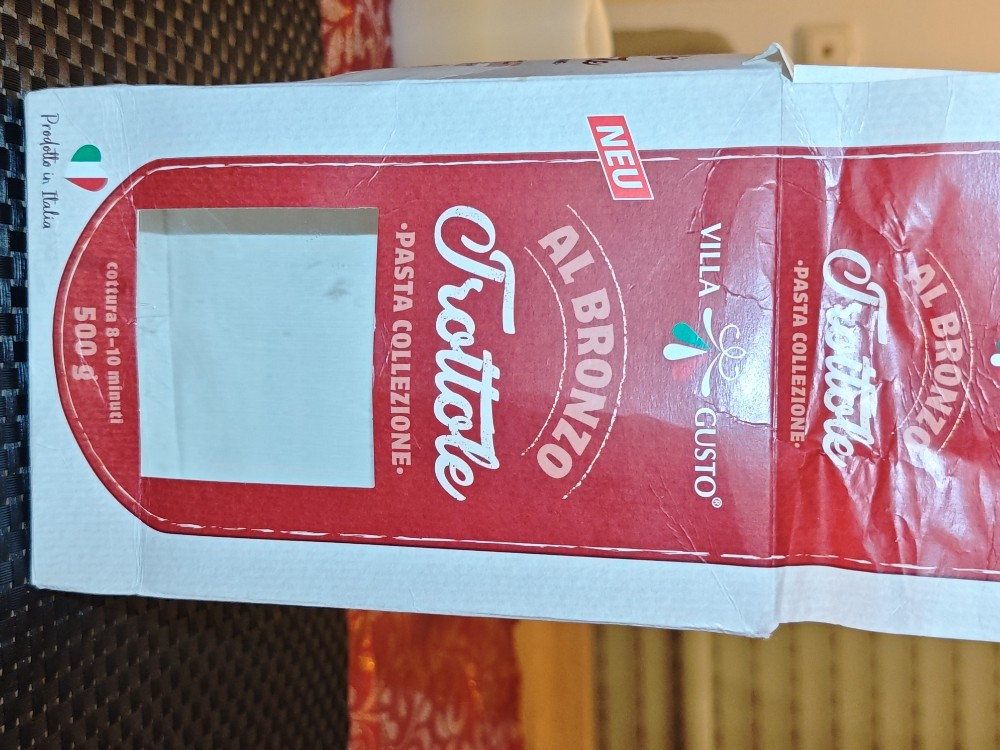 AL BRONZO
Trottole
·PASTA COLLEZIONE·
VILLA GUSTO®
NEU
AL BRONZO
Trottole
·PASTA COLLEZIONE·
cottura 8-10 minuti
500 g
Prodotto in Italia